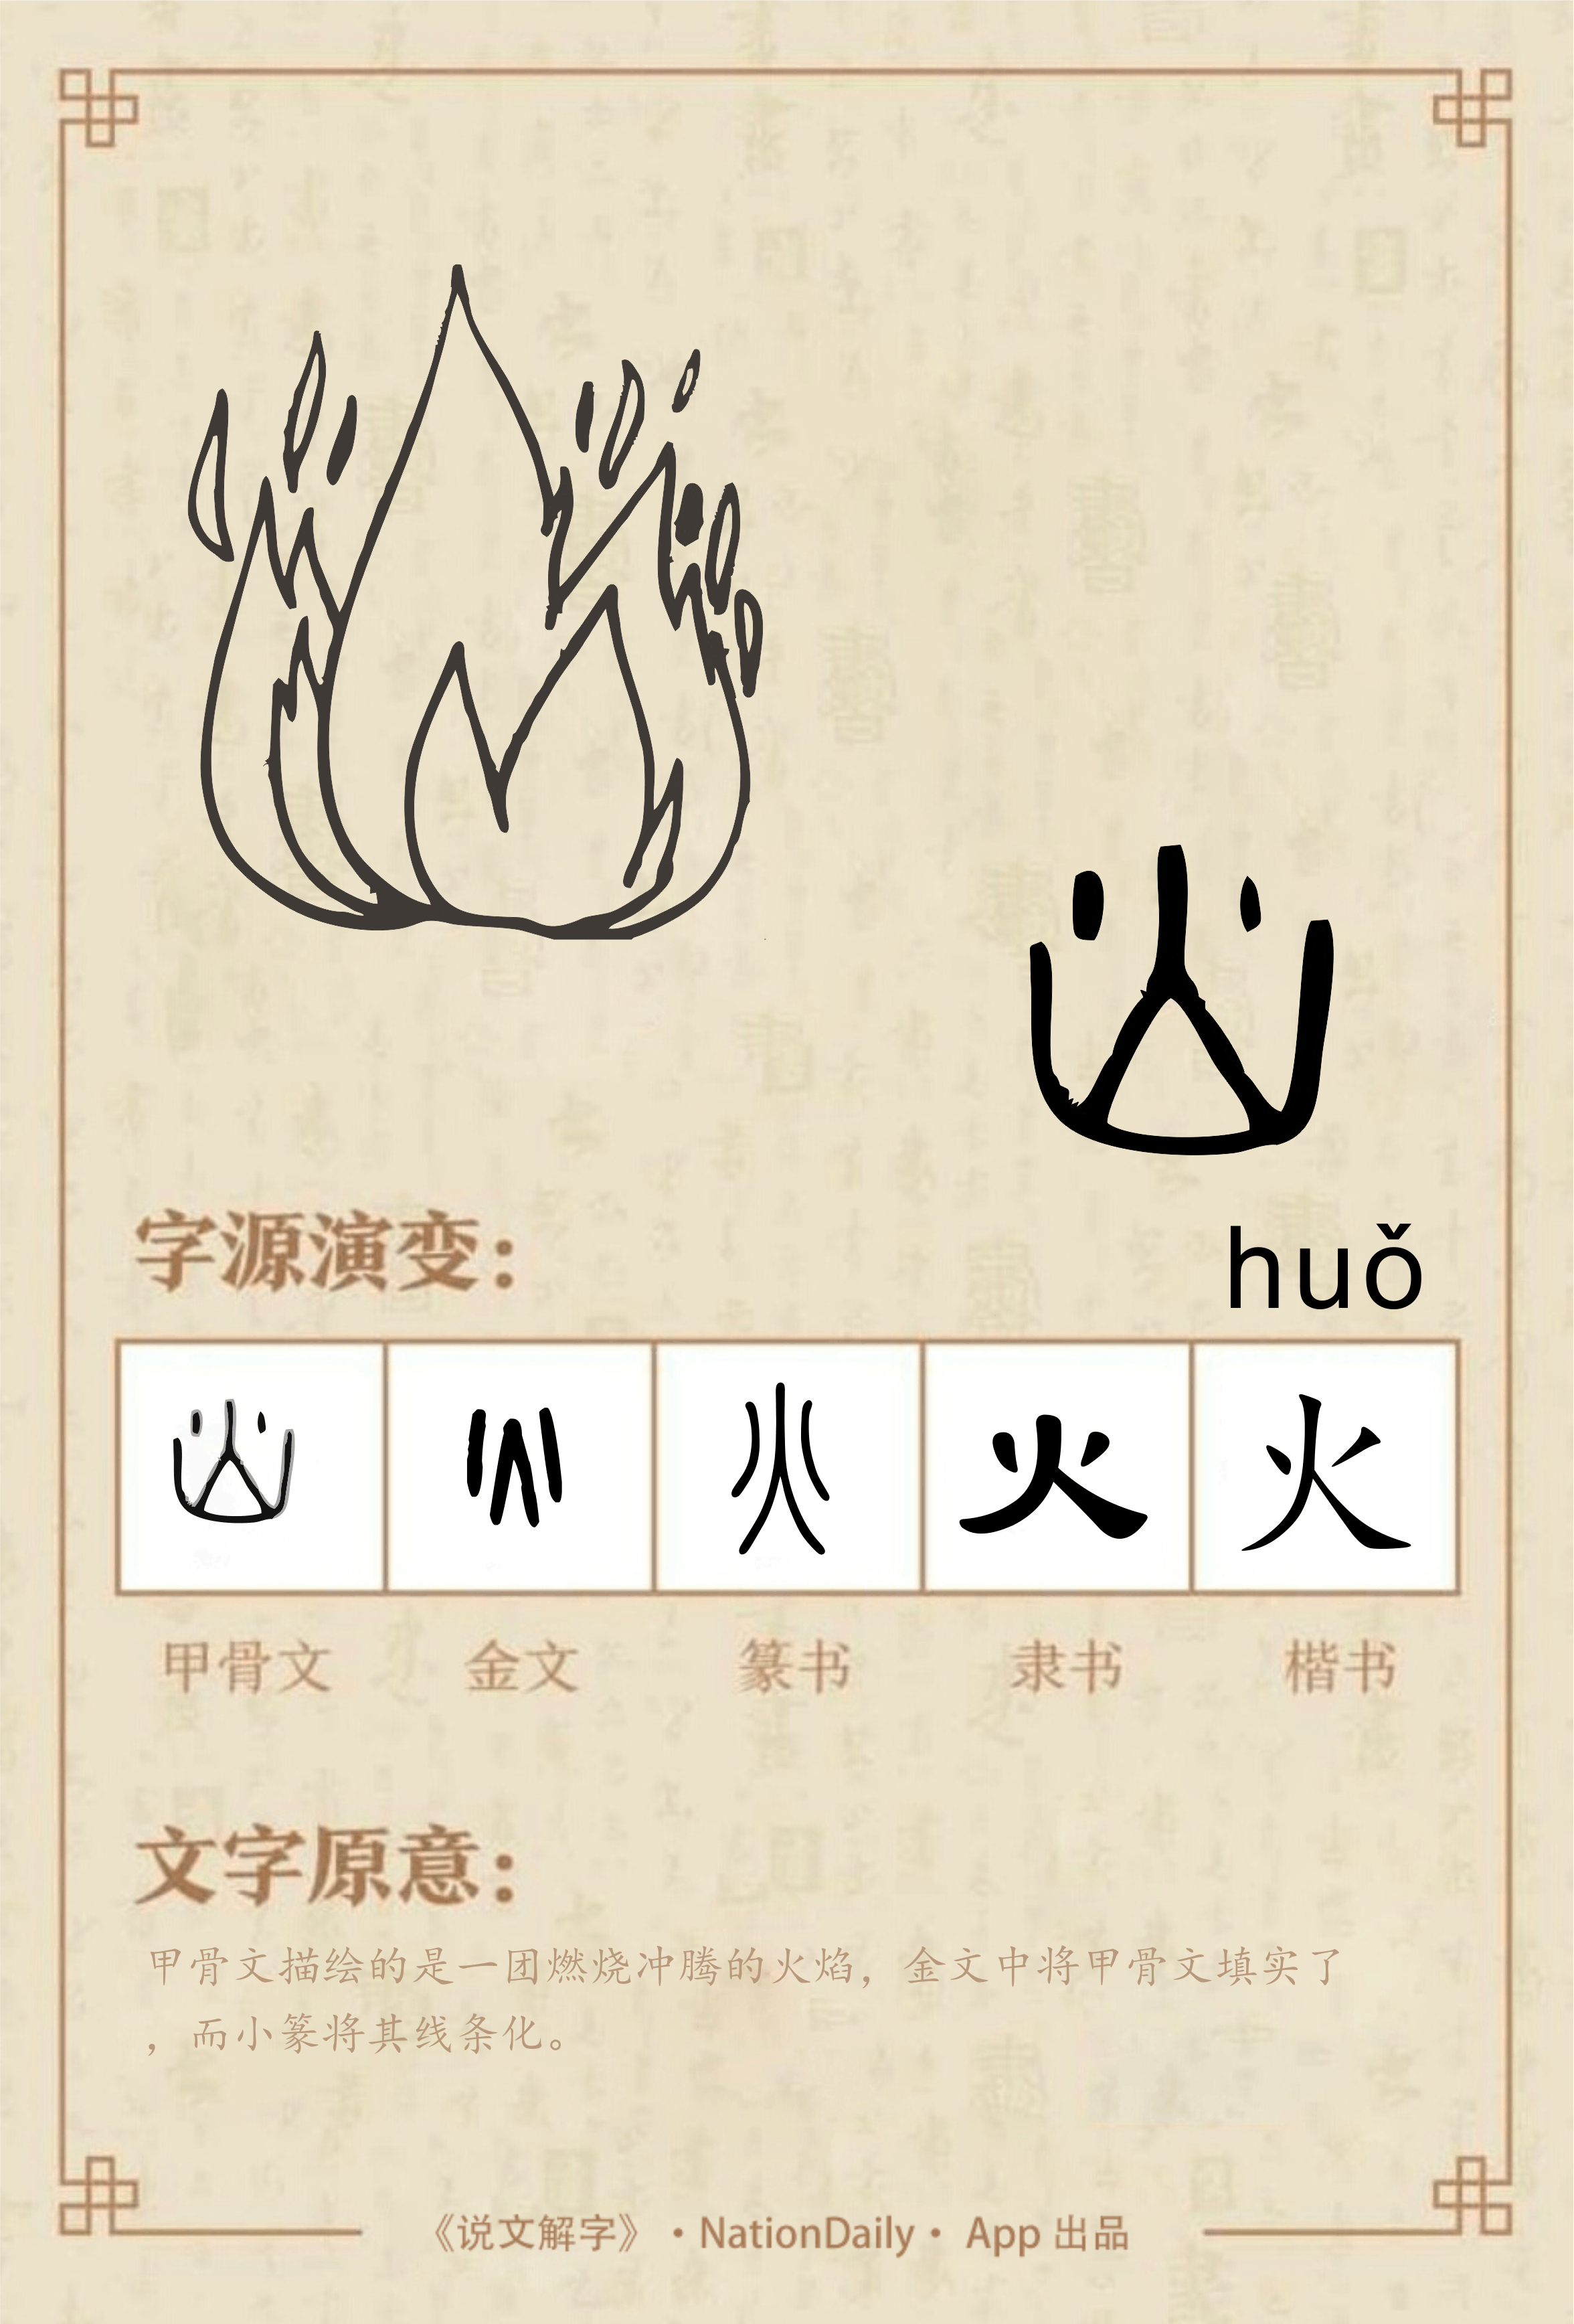 huǒ
字源演变：
火 火 火 火 火
甲骨文 金文 篆书 隶书 楷书
文字原意：
甲骨文描绘的是一团燃烧冲腾的火焰，金文中将甲骨文填实了
，而小篆将其线条化。
《说文解字》·NationDaily· App 出品